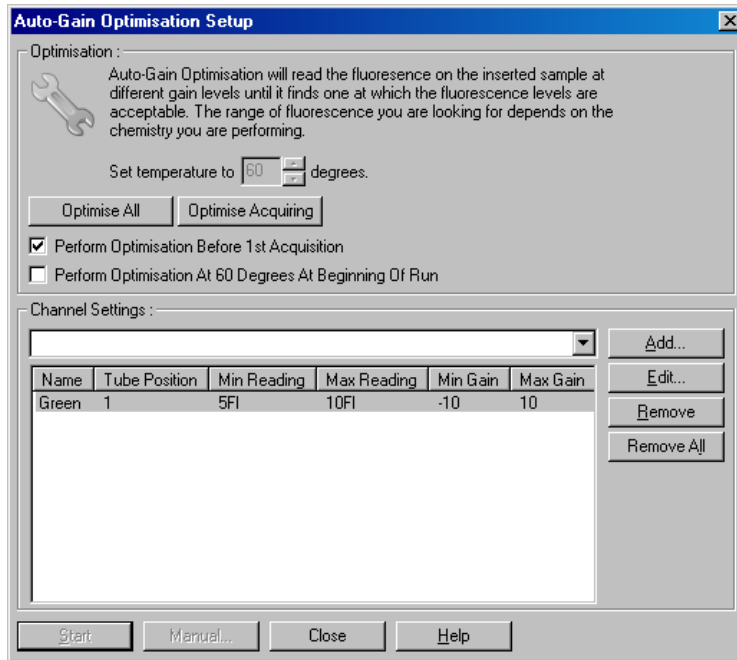 Auto-Gain Optimisation Setup
Optimisation :
Auto-Gain Optimisation will read the fluoresence on the inserted sample at
different gain levels until it finds one at which the fluorescence levels are
acceptable. The range of fluorescence you are looking for depends on the
chemistry you are performing.
Set temperature to 60 degrees.
Optimise All Optimise Acquiring
Perform Optimisation Before 1st Acquisition
Perform Optimisation At 60 Degrees At Beginning Of Run
Channel Settings :
Add...
Name Tube Position Min Reading Max Reading Min Gain Max Gain Edit...
Green 1 5Fl 10Fl -10 10
Remove
Remove All
Start Manual... Close Help